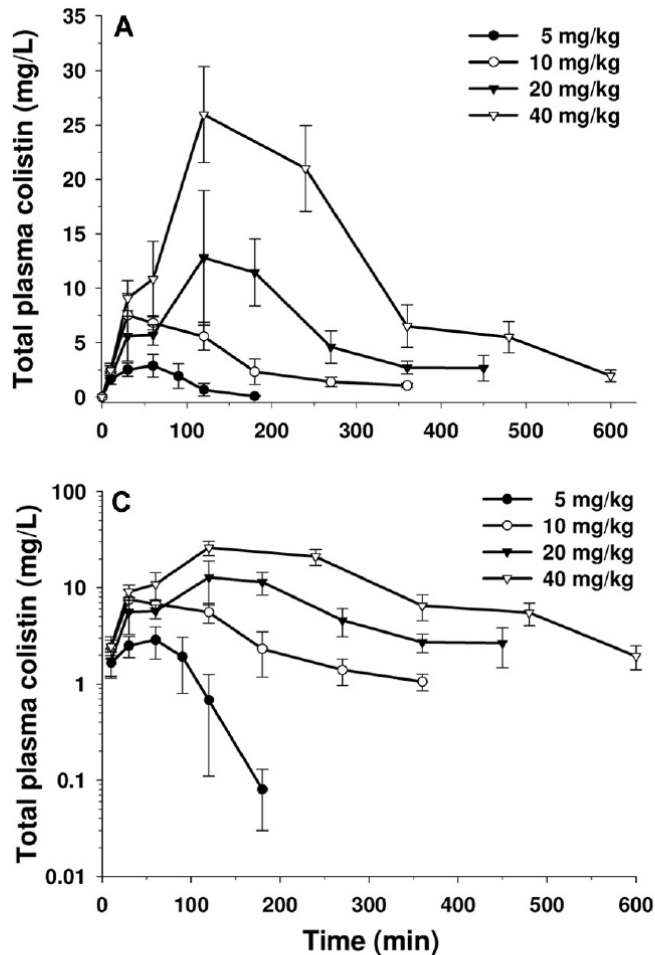 A
Total plasma colistin (mg/L)
35
30
25
20
15
10
5
0
5 mg/kg
10 mg/kg
20 mg/kg
40 mg/kg
0 100 200 300 400 500 600
C
Total plasma colistin (mg/L)
100
10
1
0.1
0.01
5 mg/kg
10 mg/kg
20 mg/kg
40 mg/kg
0 100 200 300 400 500 600
Time (min)